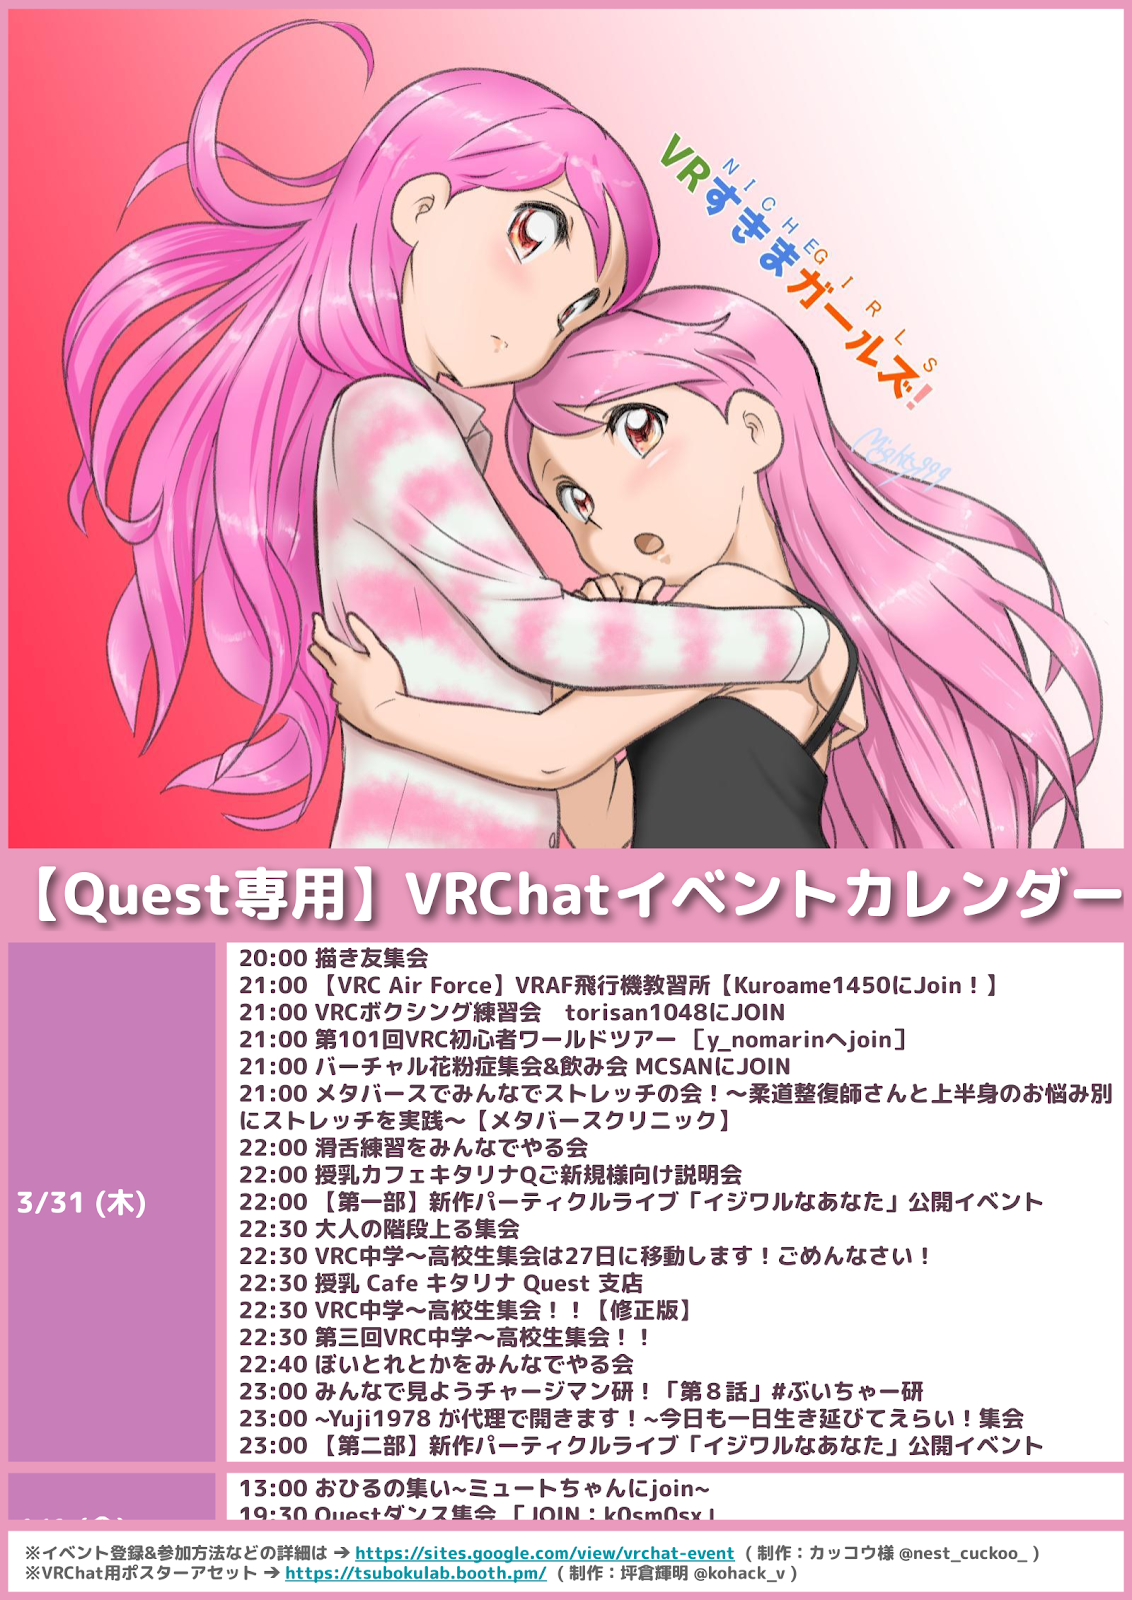 NICHEGIRLS
VRすきまガールズ!
Mighty999
【Quest専用】VRChatイベントカレンダー
3/31 (木)
20:00 描き友集会
21:00 【VRC Air Force】VRAF飛行機教習所【Kuroame1450にJoin！】
21:00 VRCボクシング練習会　torisan1048にJOIN
21:00 第101回VRC初心者ワールドツアー ［y_nomarinへjoin］
21:00 バーチャル花粉症集会&飲み会 MCSANにJOIN
21:00 メタバースでみんなでストレッチの会！～柔道整復師さんと上半身のお悩み別
にストレッチを実践～【メタバースクリニック】
22:00 滑舌練習をみんなでやる会
22:00 授乳カフェキタリナQご新規様向け説明会
22:00 【第一部】新作パーティクルライブ「イジワルなあなた」公開イベント
22:30 大人の階段上る集会
22:30 VRC中学～高校生集会は27日に移動します！ごめんなさい！
22:30 授乳 Cafe キタリナ Quest 支店
22:30 VRC中学～高校生集会！！【修正版】
22:30 第三回VRC中学～高校生集会！！
22:40 ぼいとれとかをみんなでやる会
23:00 みんなで見ようチャージマン研！「第８話」#ぶいちゃー研
23:00 ~Yuji1978 が代理で開きます！~今日も一日生き延びてえらい！集会
23:00 【第二部】新作パーティクルライブ「イジワルなあなた」公開イベント
13:00 おひるの集い~ミュートちゃんにjoin~
19:30 Questダンス集会 「JOIN：k0sm0sx」
※イベント登録&参加方法などの詳細は ➔ https://sites.google.com/view/vrchat-event ( 制作：カッコウ様 @nest_cuckoo_ )
※VRChat用ポスターアセット ➔ https://tsubokulab.booth.pm/ ( 制作：坪倉輝明 @kohack_v )